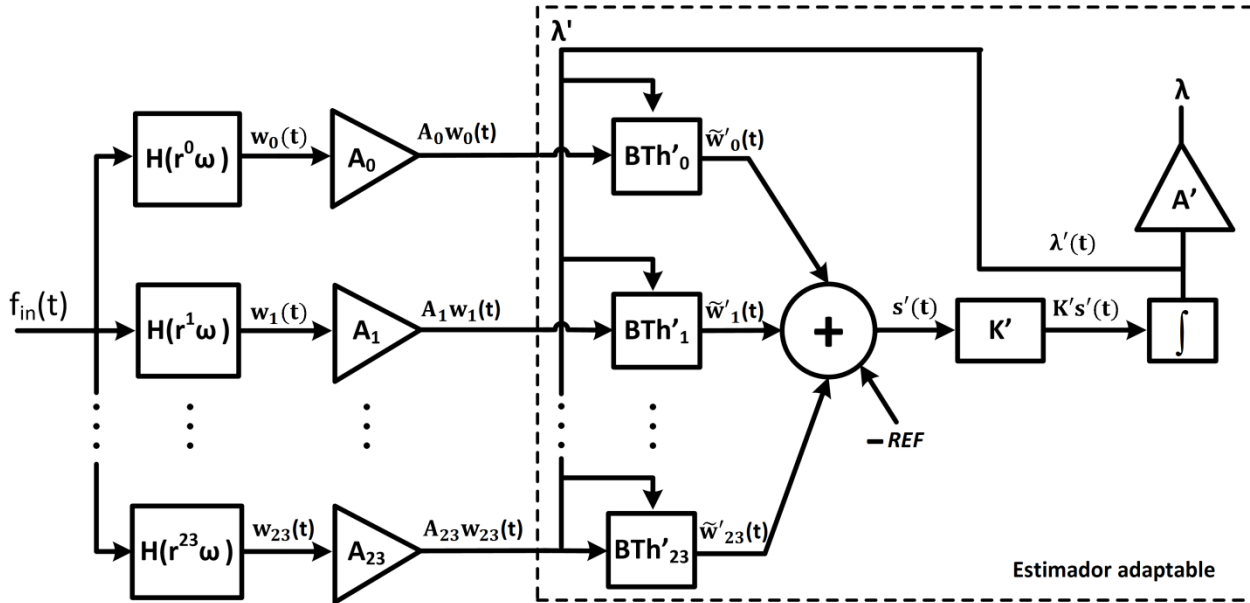 λ'
λ
H(r⁰ω)
w₀(t)
A₀
A₀w₀(t)
BTh'₀
w̃'₀(t)
A'
λ'(t)
f_in(t)
H(r¹ω)
w₁(t)
A₁
A₁w₁(t)
BTh'₁
w̃'₁(t)
+
s'(t)
K'
K's'(t)
∫
− REF
H(r²³ω)
w₂₃(t)
A₂₃
A₂₃w₂₃(t)
BTh'₂₃
w̃'₂₃(t)
Estimador adaptable